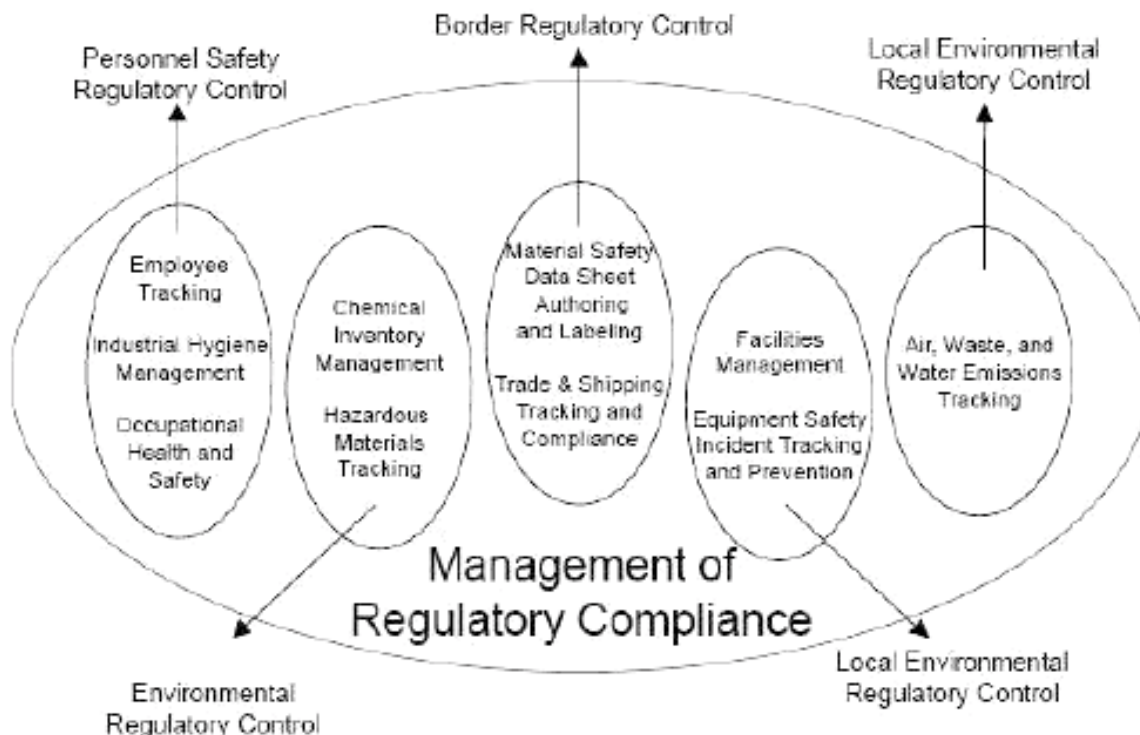 Border Regulatory Control
Personnel Safety
Regulatory Control
Local Environmental
Regulatory Control
Employee
Tracking
Industrial Hygiene
Management
Occupational
Health and
Safety
Chemical
Inventory
Management
Hazardous
Materials
Tracking
Material Safety
Data Sheet
Authoring
and Labeling
Trade & Shipping
Tracking and
Compliance
Facilities
Management
Equipment Safety
Incident Tracking
and Prevention
Air, Waste, and
Water Emissions
Tracking
Management of
Regulatory Compliance
Environmental
Regulatory Control
Local Environmental
Regulatory Control